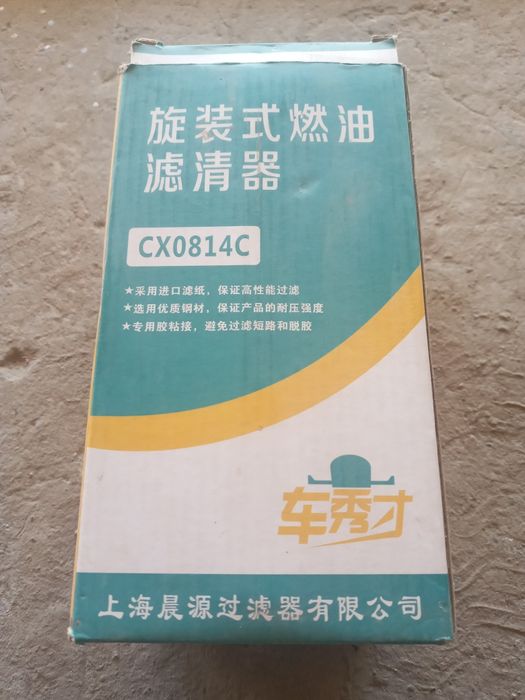 旋装式燃油
滤清器
CX0814C
★采用进口滤纸，保证高性能过滤
★选用优质钢材，保证产品的耐压强度
★专用胶粘接，避免过滤短路和脱胶
车秀才
上海晨源过滤器有限公司